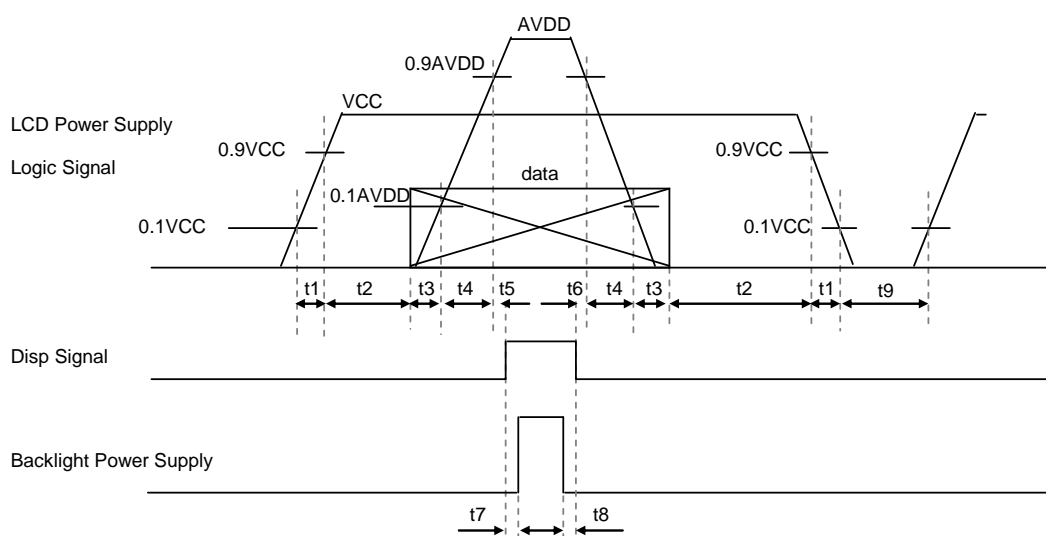 AVDD
0.9AVDD
VCC
LCD Power Supply
0.9VCC
0.9VCC
Logic Signal
data
0.1AVDD
0.1VCC
0.1VCC
t1 t2 t3 t4 t5 t6 t4 t3 t2 t1 t9
Disp Signal
Backlight Power Supply
t7 t8